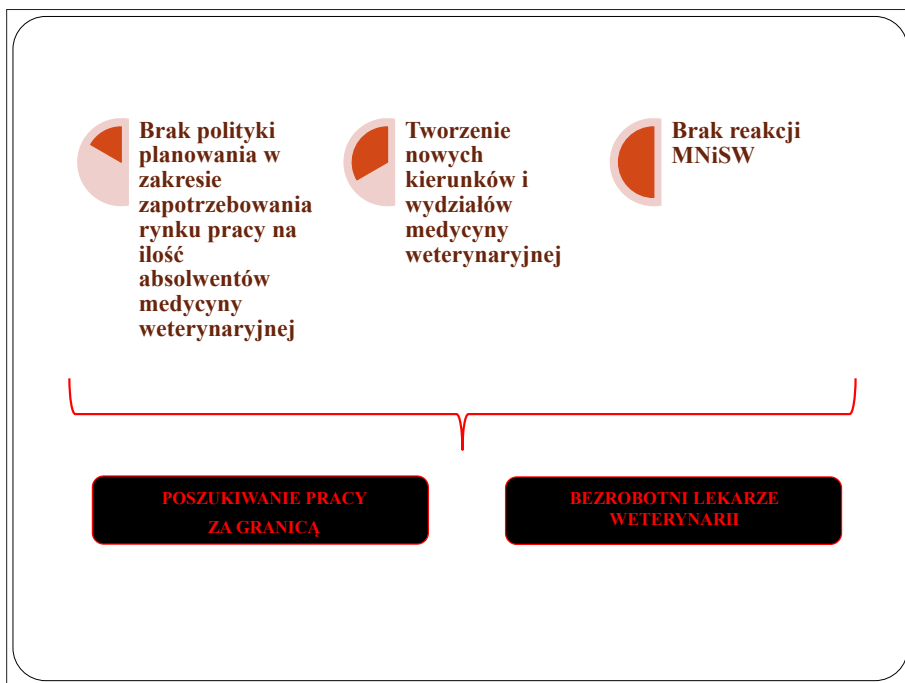 Brak polityki
planowania w
zakresie
zapotrzebowania
rynku pracy na
ilość
absolwentów
medycyny
weterynaryjnej
Tworzenie
nowych
kierunków i
wydziałów
medycyny
weterynaryjnej
Brak reakcji
MNiSW
POSZUKIWANIE PRACY
ZA GRANICĄ
BEZROBOTNI LEKARZE
WETERYNARII